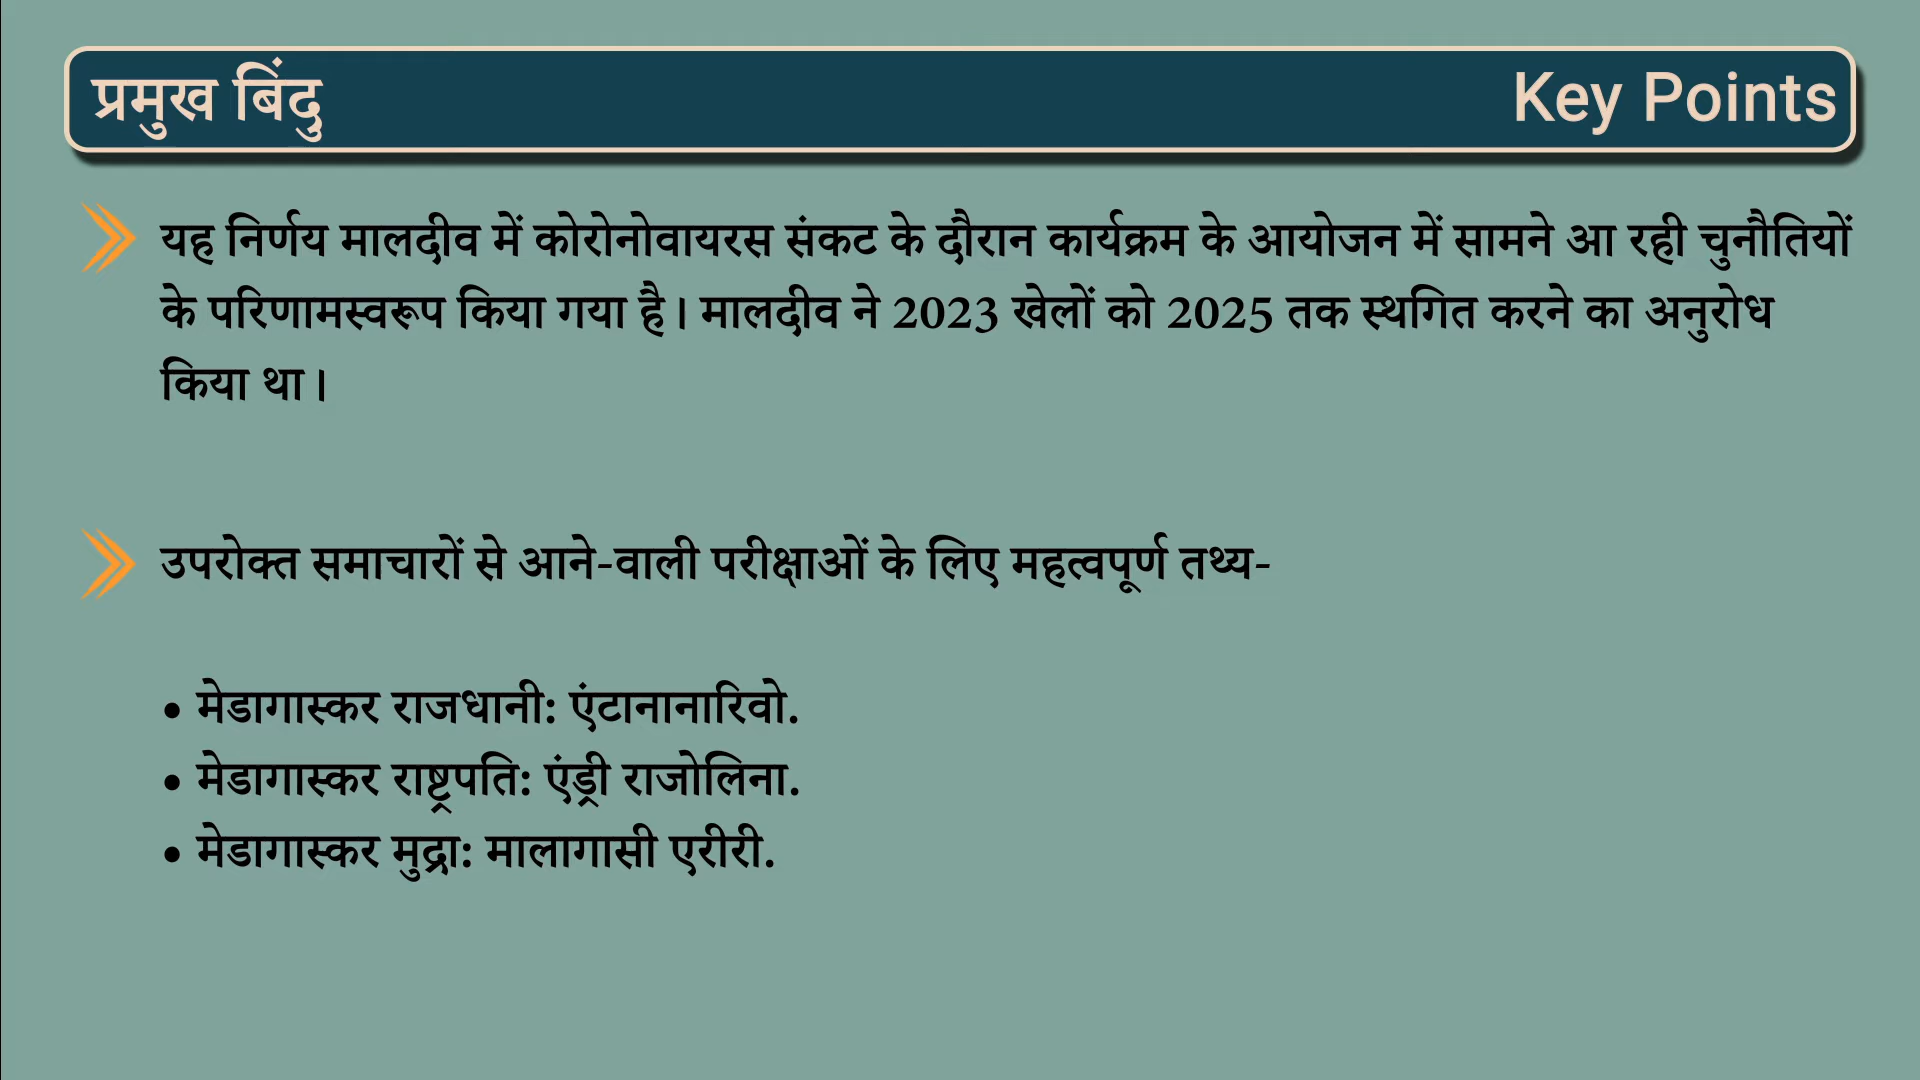 प्रमुख बिंदु
Key Points
यह निर्णय मालदीव में कोरोनोवायरस संकट के दौरान कार्यक्रम के आयोजन में सामने आ रही चुनौतियों
के परिणामस्वरूप किया गया है। मालदीव ने 2023 खेलों को 2025 तक स्थगित करने का अनुरोध
किया था।
उपरोक्त समाचारों से आने-वाली परीक्षाओं के लिए महत्वपूर्ण तथ्य-
• मेडागास्कर राजधानी: एंटानानारिवो.
• मेडागास्कर राष्ट्रपति: एंड्री राजोलिना.
• मेडागास्कर मुद्रा: मालागासी एरीरी.